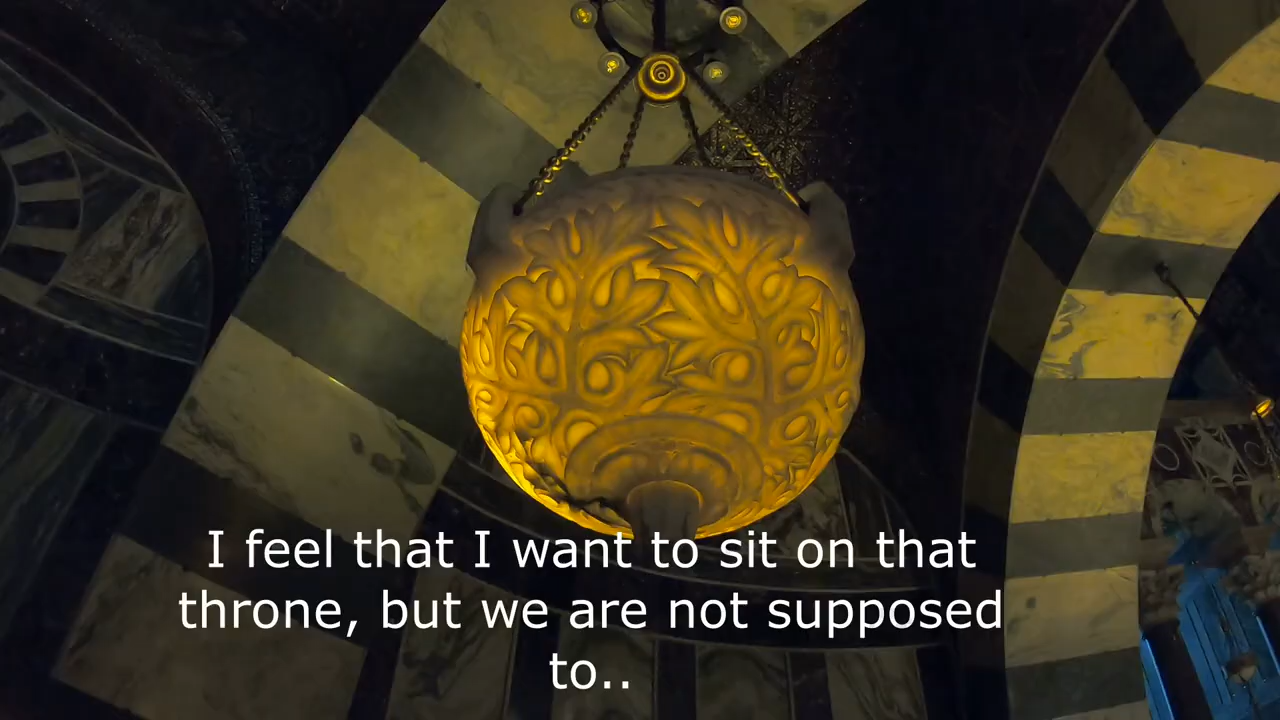 I feel that I want to sit on that
throne, but we are not supposed
to..